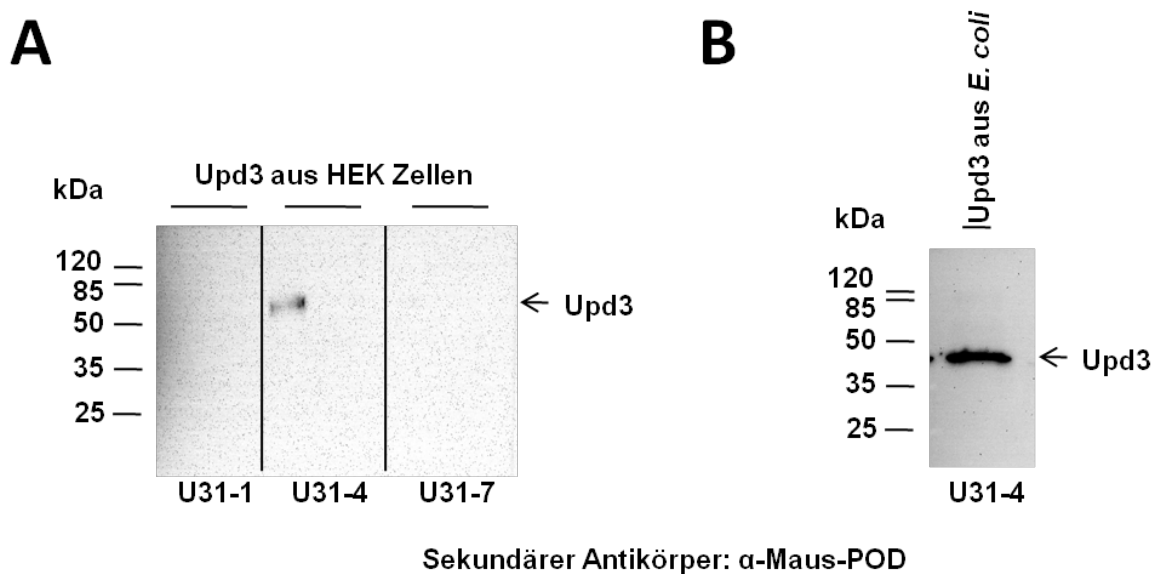 A
Upd3 aus HEK Zellen
kDa
120
85
50
35
25
Upd3
U31-1 U31-4 U31-7
B
Upd3 aus E. coli
kDa
120
85
50
35
25
Upd3
U31-4
Sekundärer Antikörper: α-Maus-POD